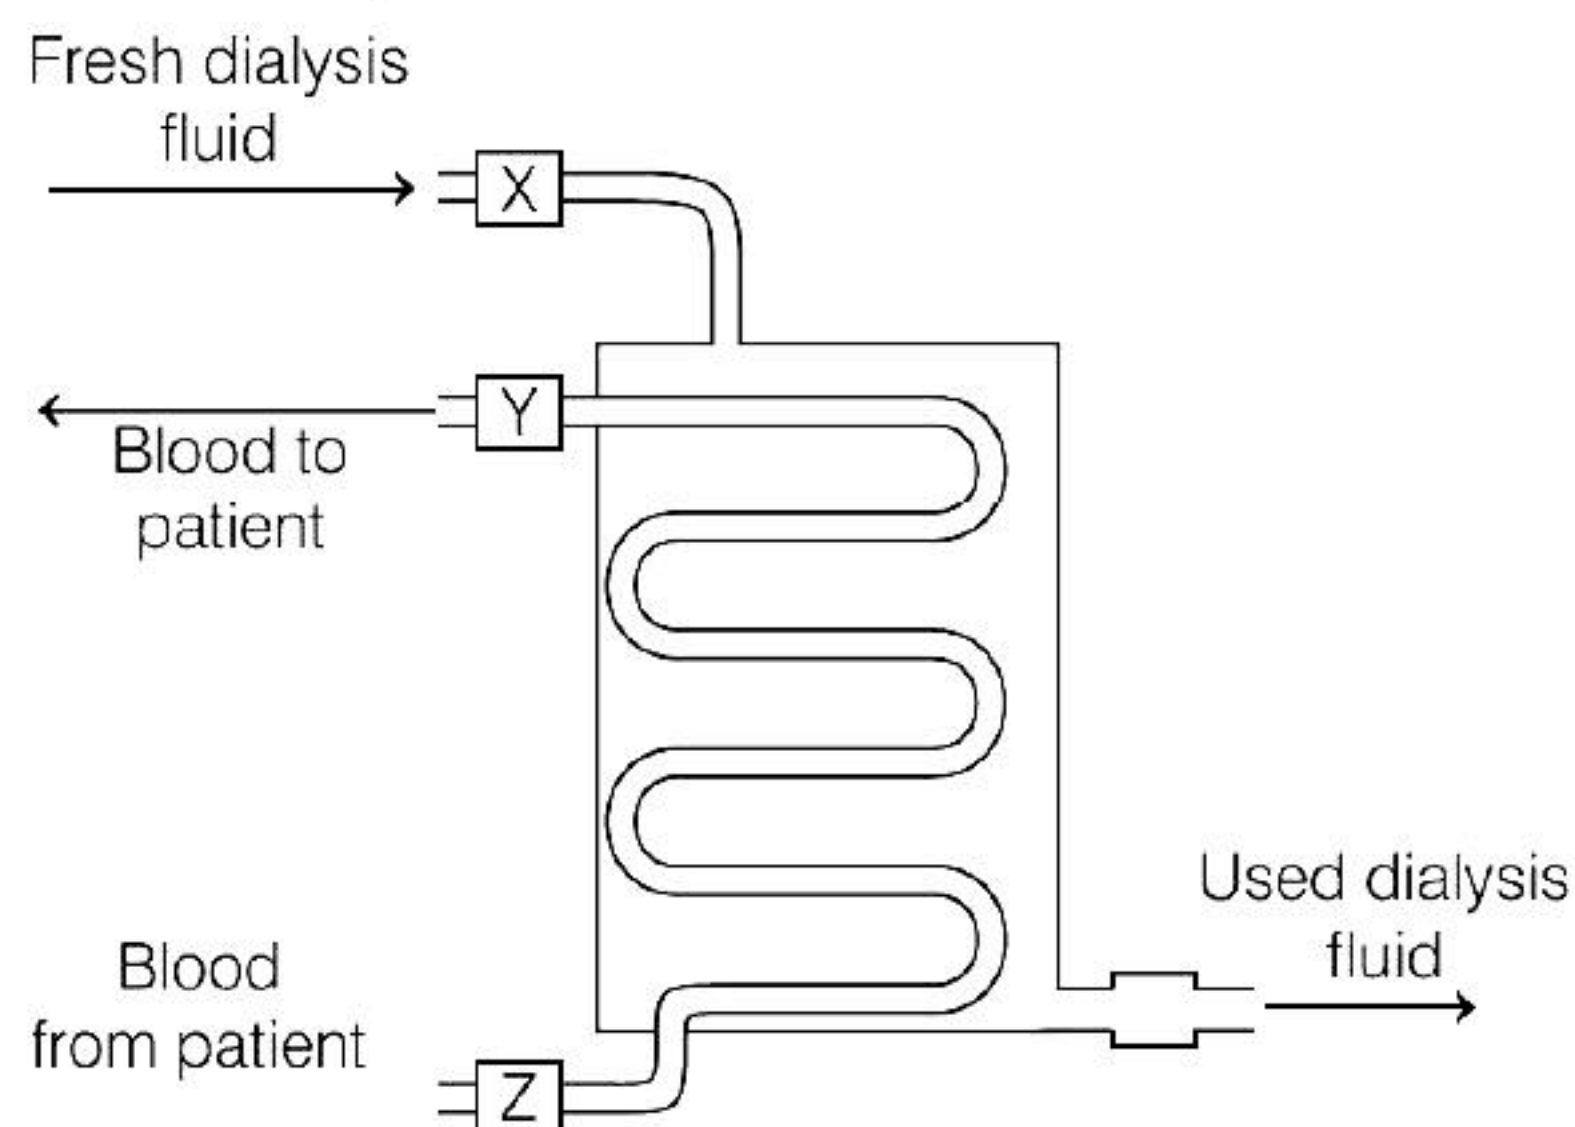 Fresh dialysis
fluid
X
Y
Blood to
patient
Used dialysis
fluid
Blood
from patient
Z